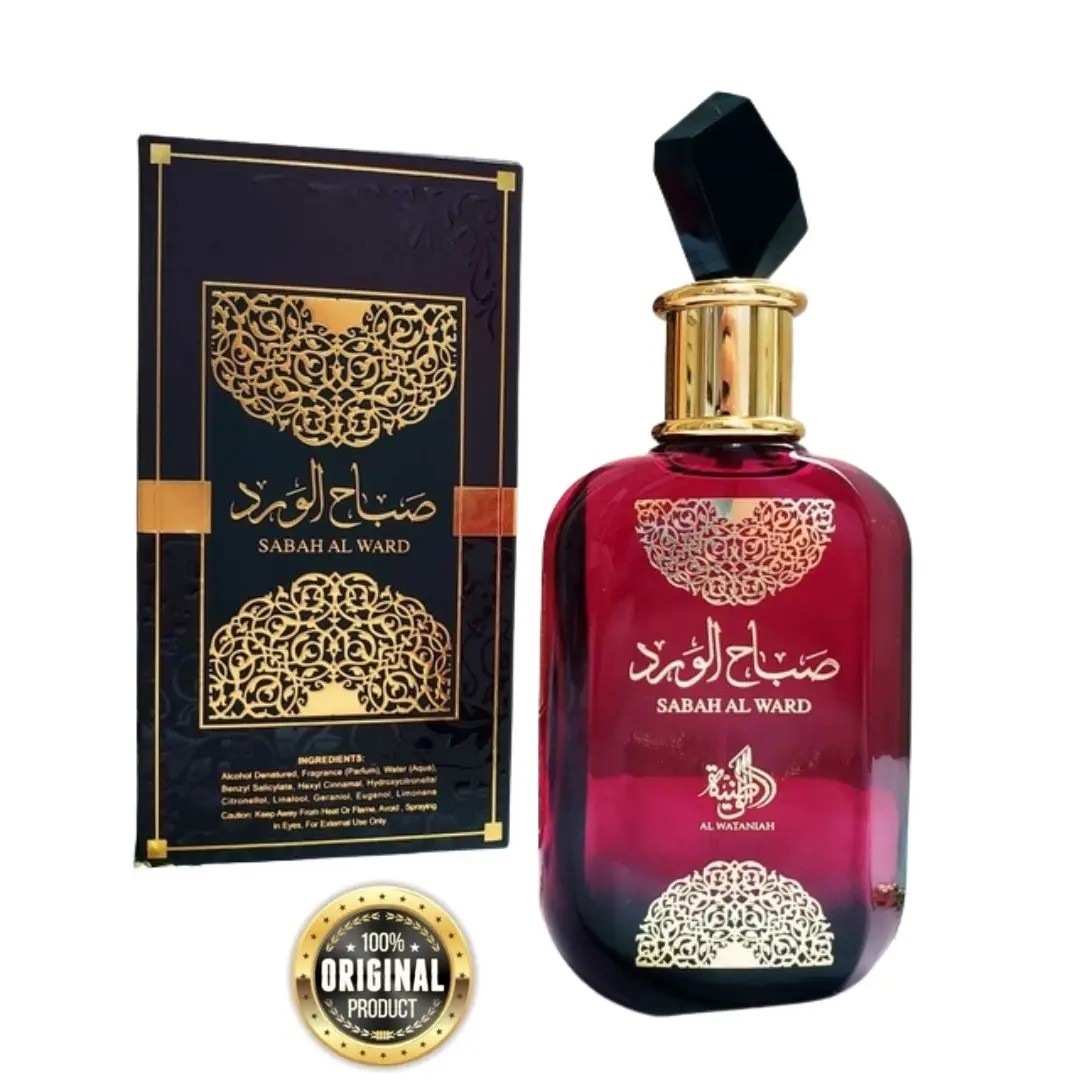 صباح الورد
SABAH AL WARD
INGREDIENTS:
Alcohol Denatured, Fragrance (Parfum), Water (Aqua),
Benzyl Salicylate, Hexyl Cinnamal, Hydroxycitronellal
Citronellol, Linalool, Geraniol, Eugenol, Limonene
Caution: Keep Away From Heat Or Flame, Avoid , Spraying
in Eyes, For External Use Only
صباح الورد
SABAH AL WARD
الوطنية
AL WATANIAH
100%
ORIGINAL
PRODUCT